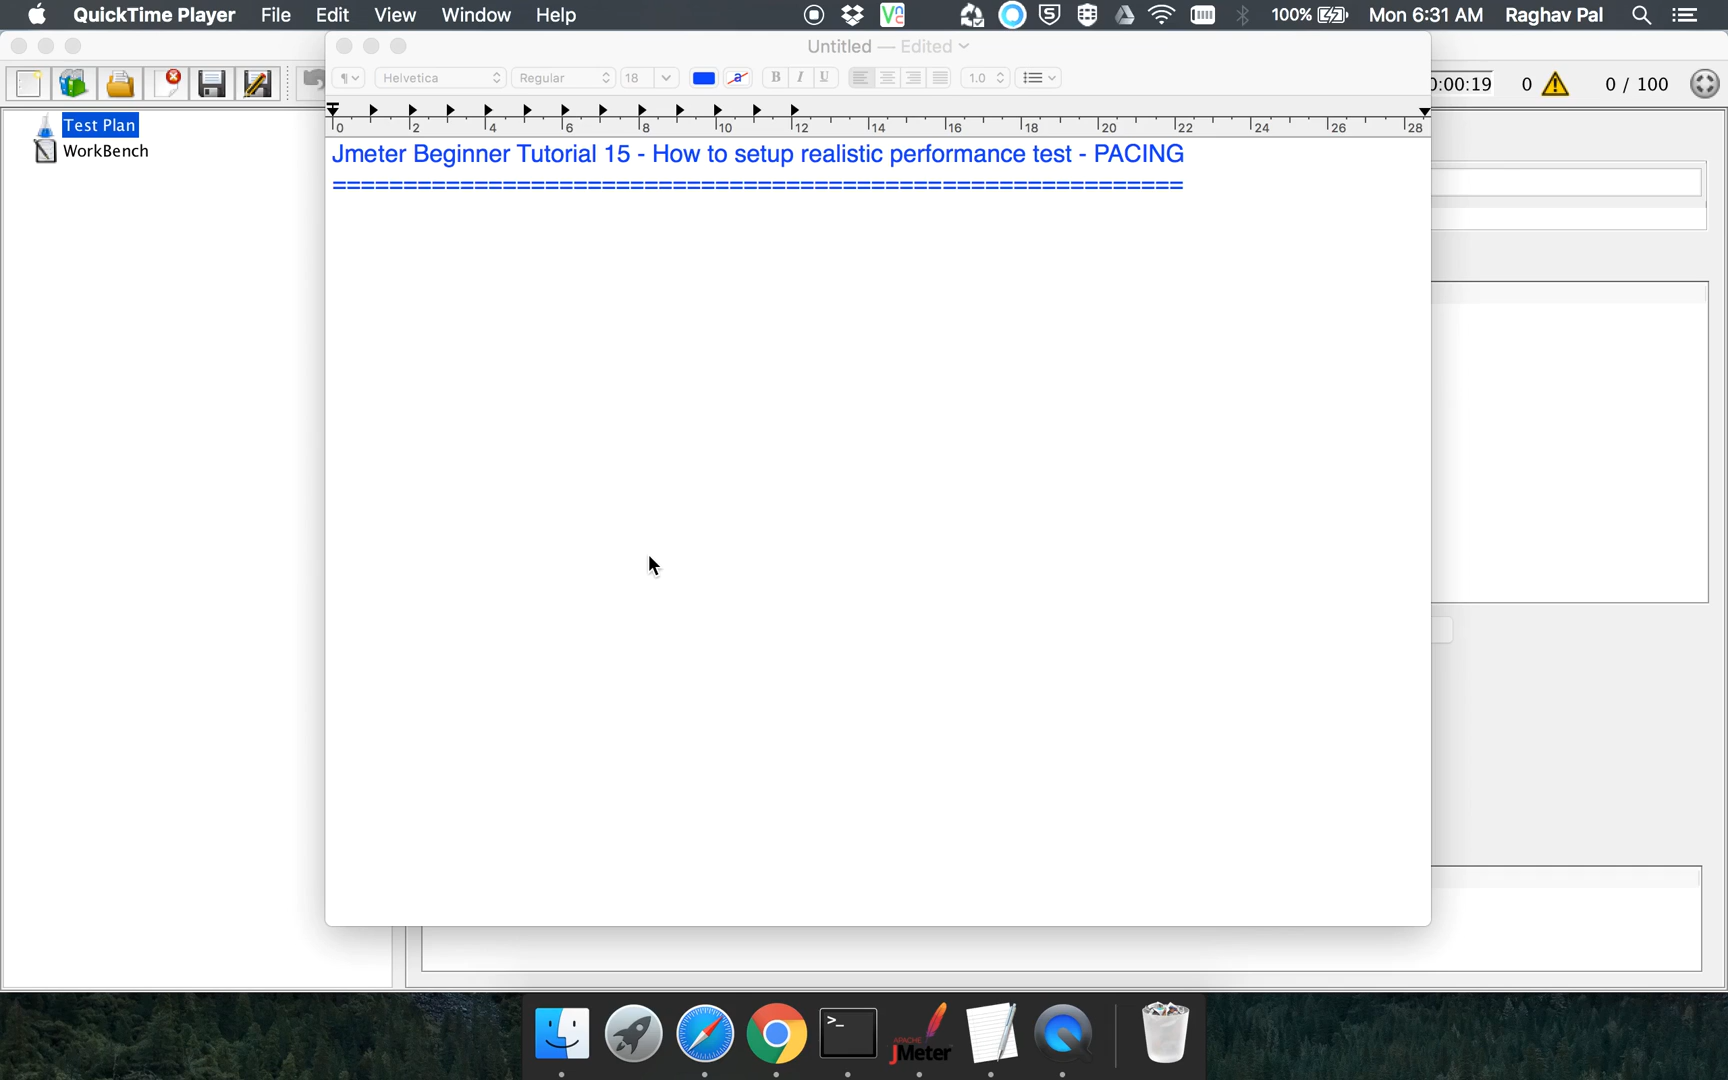 QuickTime Player File Edit View Window Help 100% Mon 6:31 AM Raghav Pal
Untitled — Edited
Helvetica Regular 18 a B I U 1.0
0:00:19 0 0 / 100
0 2 4 6 8 10 12 14 16 18 20 22 24 26 28
Test Plan
WorkBench
Jmeter Beginner Tutorial 15 - How to setup realistic performance test - PACING
============================================================
APACHE
JMeter